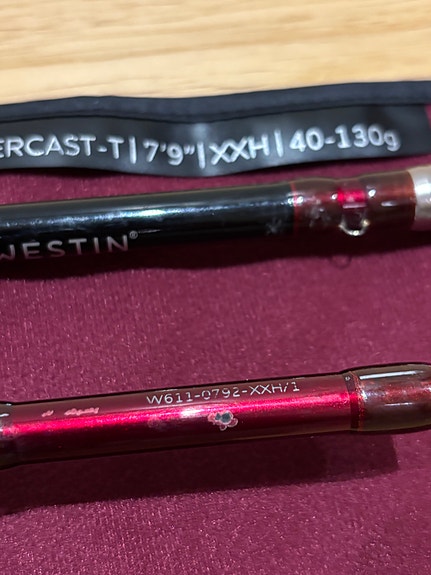 ERCAST-T | 7'9" | XXH | 40-130g
WESTIN®
W611-0792-XXH/1